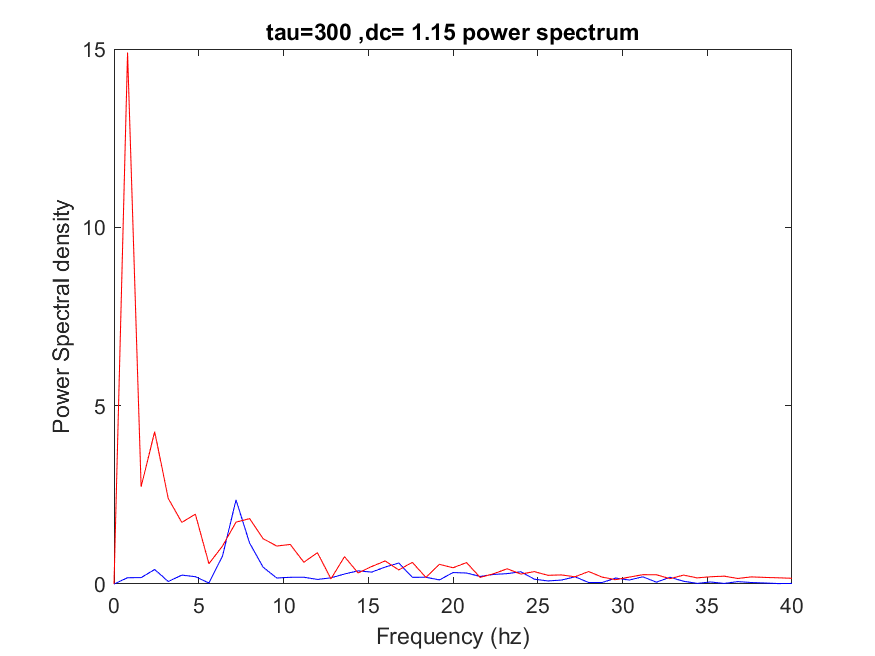 tau=300 ,dc= 1.15 power spectrum
15
10
5
0
Power Spectral density
0 5 10 15 20 25 30 35 40
Frequency (hz)